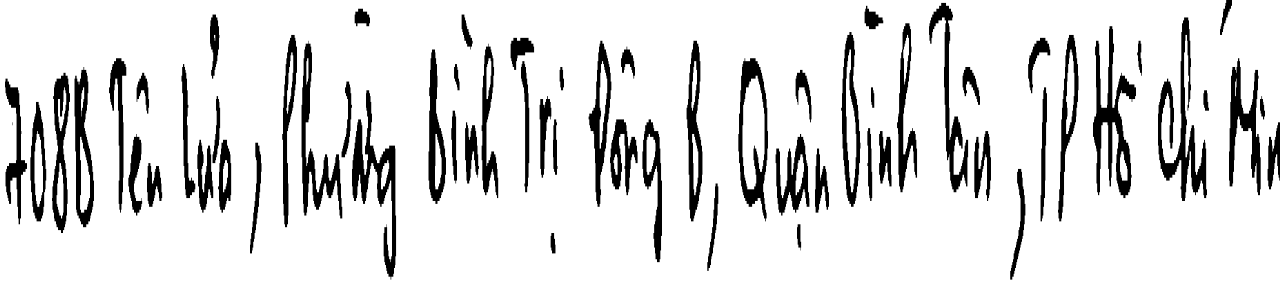 708B Tên Lửa, Phường Bình Trị Đông B, Quận Bình Tân, TP Hồ Chí Min